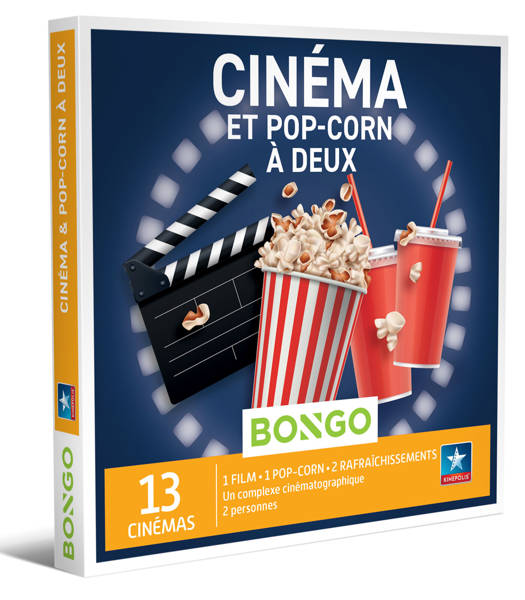 CINÉMA
ET POP-CORN
À DEUX
CINÉMA & POP-CORN À DEUX
KINEPOLIS
BONGO
BONGO
13
CINÉMAS
1 FILM • 1 POP-CORN • 2 RAFRAÎCHISSEMENTS
Un complexe cinématographique
2 personnes
KINEPOLIS